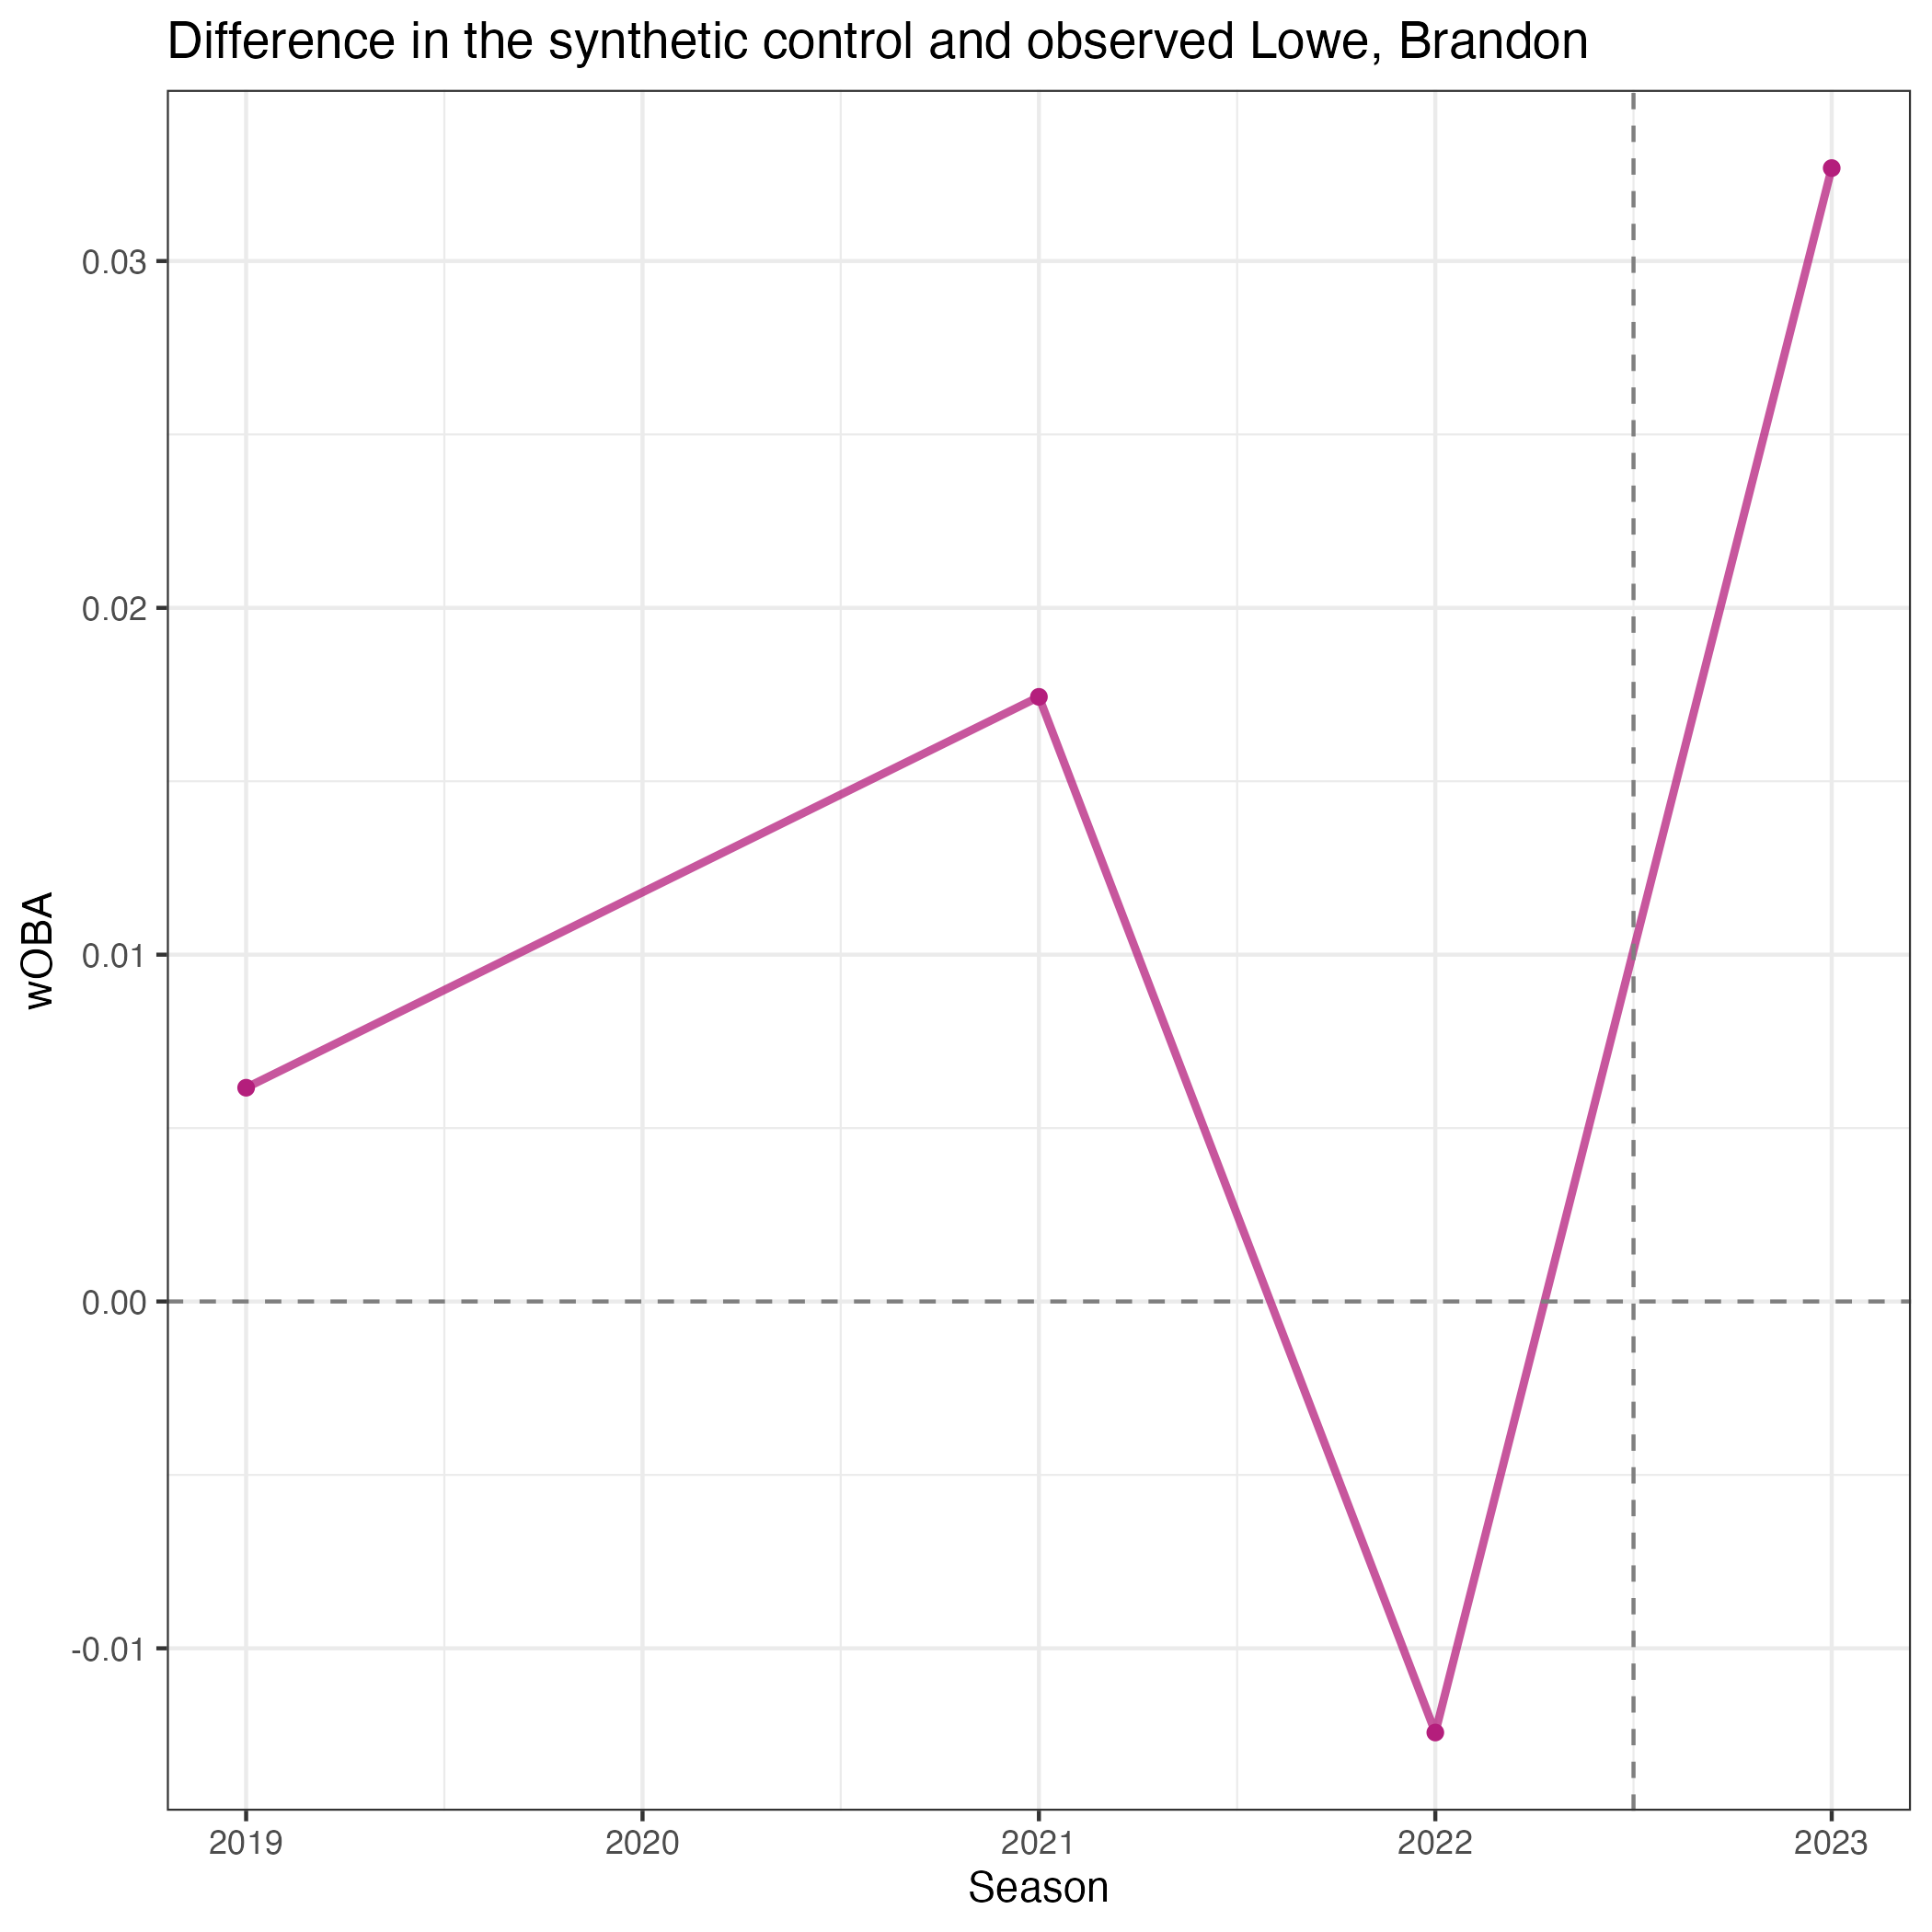 Difference in the synthetic control and observed Lowe, Brandon
wOBA
0.03
0.02
0.01
0.00
-0.01
2019 2020 2021 2022 2023
Season